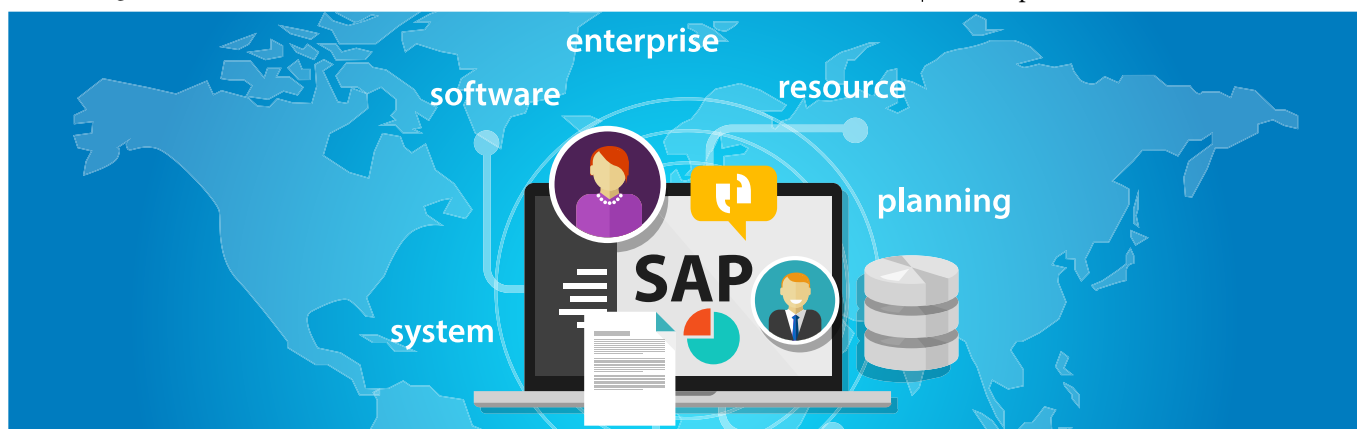 enterprise
software
resource
planning
SAP
system